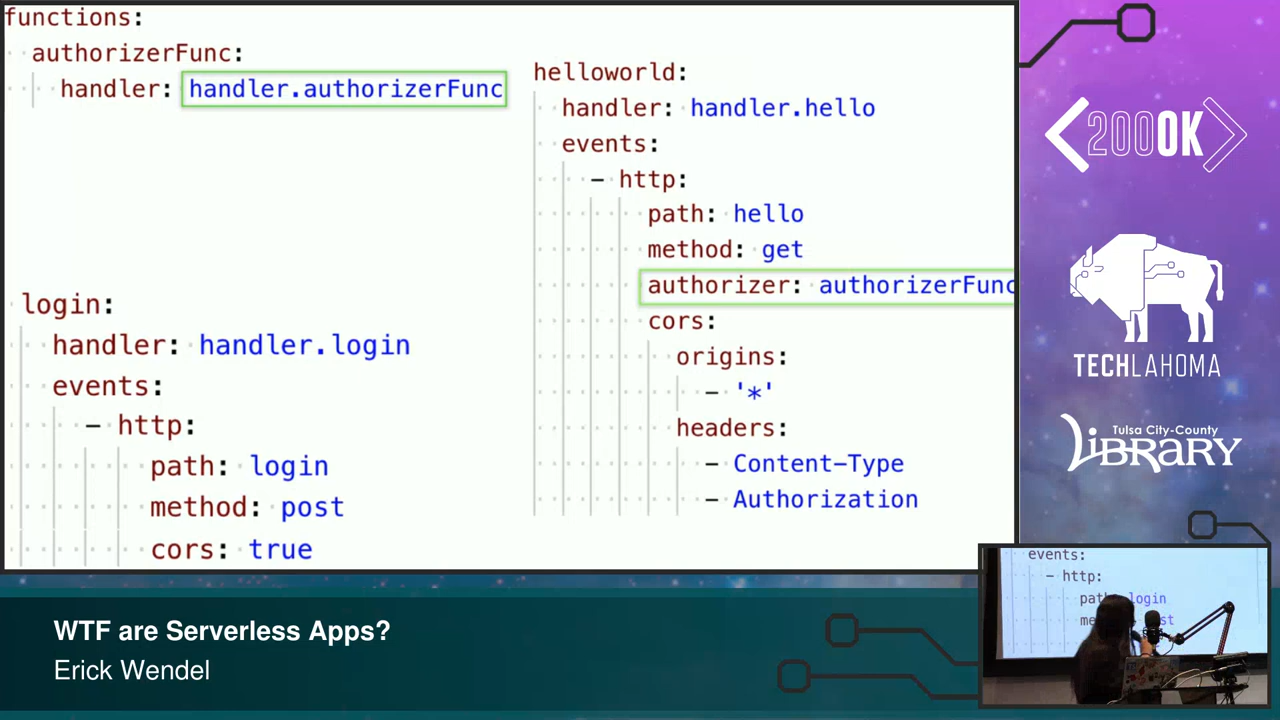 functions:
authorizerFunc:
handler: handler.authorizerFunc
login:
handler: handler.login
events:
- http:
path: login
method: post
cors: true
helloworld:
handler: handler.hello
events:
- http:
path: hello
method: get
authorizer: authorizerFunc
cors:
origins:
- '*'
headers:
- Content-Type
- Authorization
200OK
TECHLAHOMA
Tulsa City-County
LIBRARY
events:
- http:
login
WTF are Serverless Apps?
Erick Wendel